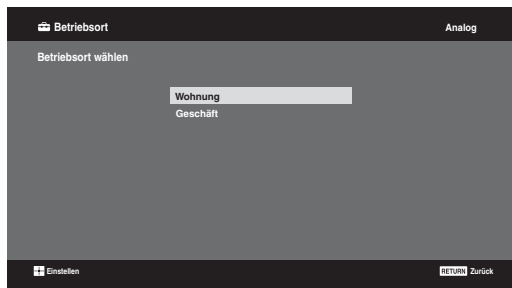 Betriebsort
Analog
Betriebsort wählen
Wohnung
Geschäft
Einstellen
RETURN Zurück